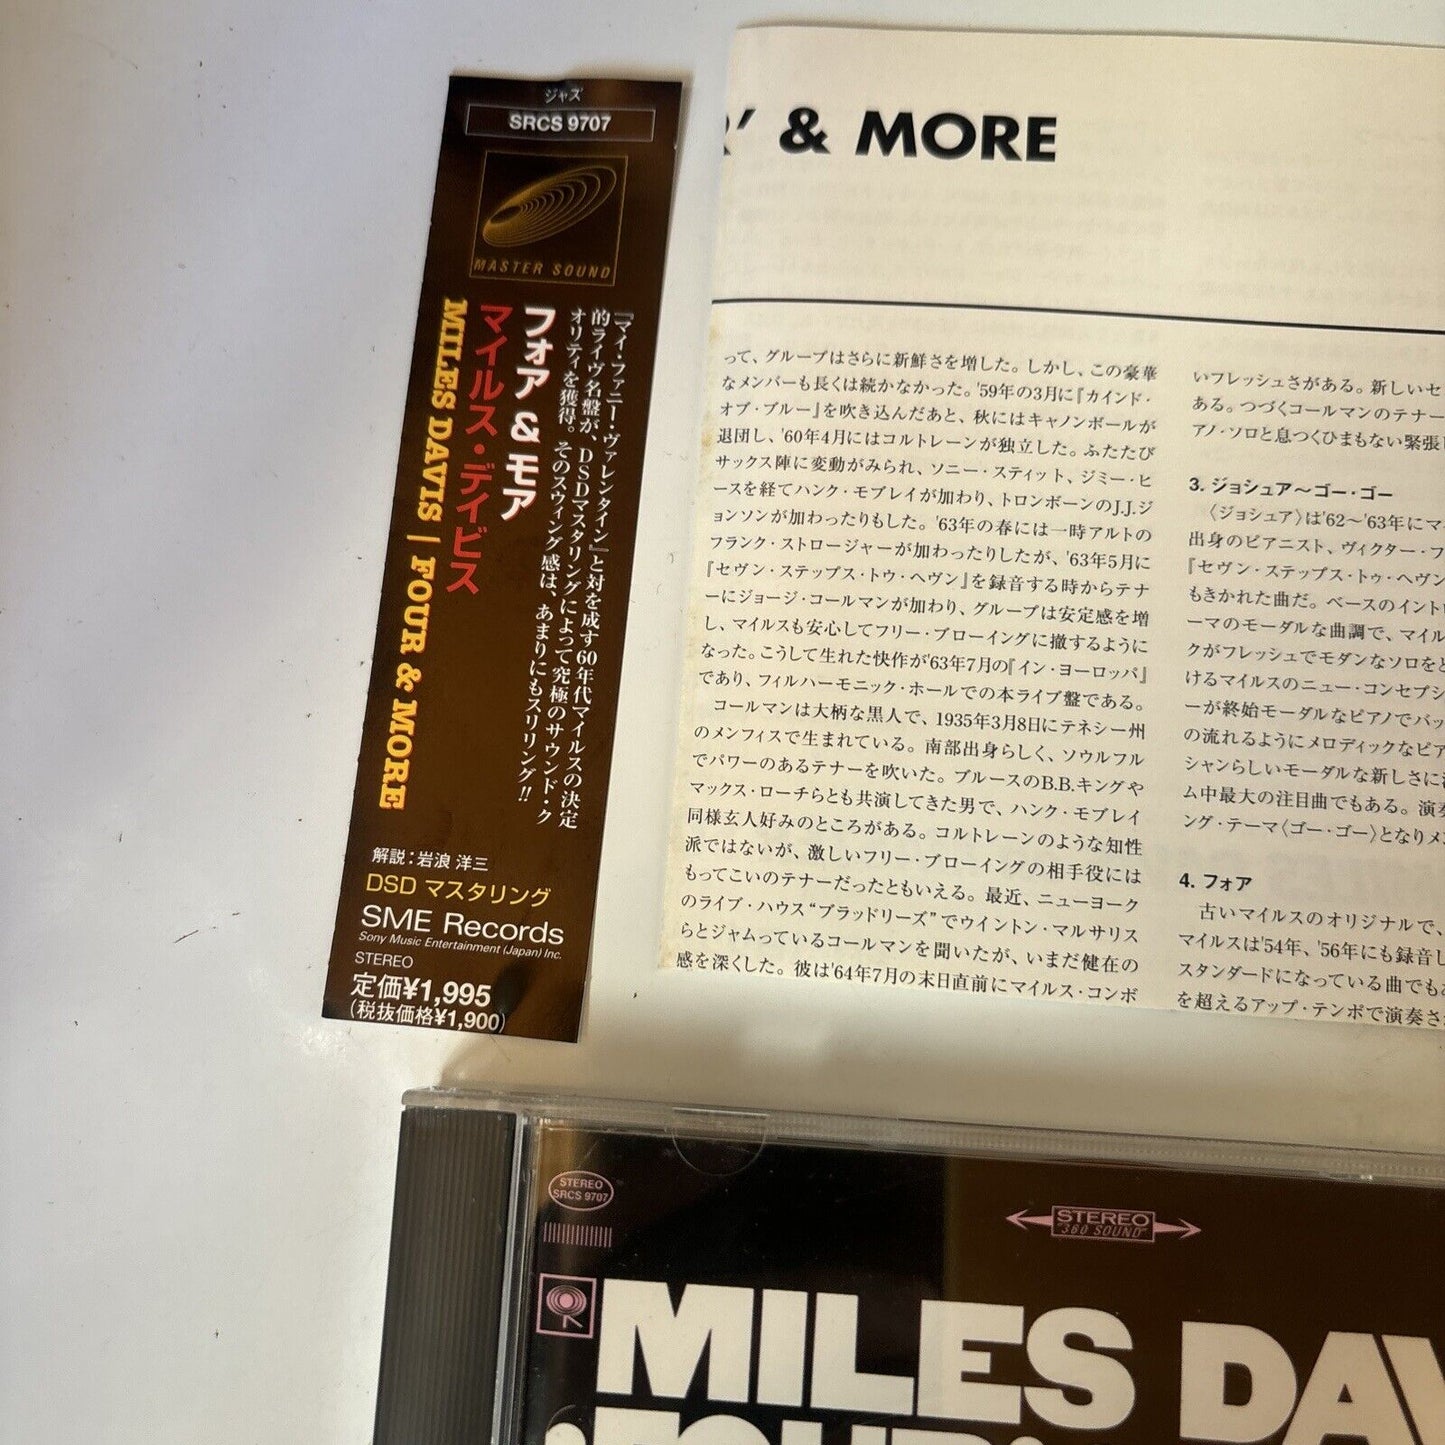 ジャズ
SRCS 9707
MASTER SOUND
『マイ・ファニー・ヴァレンタイン』と対を成す60年代マイルスの決定
的ライヴ名盤が、DSDマスタリングによって究極のサウンド・ク
オリティを獲得。そのスウィング感は、あまりにもスリリング!!
フォア & モア
マイルス・デイビス
MILES DAVIS | FOUR & MORE
解説：岩浪 洋三
DSD マスタリング
SME Records
Sony Music Entertainment (Japan) Inc.
STEREO
定価¥1,995
(税抜価格¥1,900)
' & MORE
って、グループはさらに新鮮さを増した。しかし、この豪華
なメンバーも長くは続かなかった。'59年の3月に『カインド・
オブ・ブルー』を吹き込んだあと、秋にはキャノンボールが
退団し、'60年4月にはコルトレーンが独立した。ふたたび
サックス陣に変動がみられ、ソニー・スティット、ジミー・ヒ
ースを経てハンク・モブレイが加わり、トロンボーンのJ.J.ジ
ョンソンが加わったりもした。'63年の春には一時アルトの
フランク・ストロージャーが加わったりしたが、'63年5月に
『セヴン・ステップス・トゥ・ヘヴン』を録音する時からテナ
ーにジョージ・コールマンが加わり、グループは安定感を増
し、マイルスも安心してフリー・ブローイングに撤するように
なった。こうして生れた快作が'63年7月の『イン・ヨーロッパ』
であり、フィルハーモニック・ホールでの本ライブ盤である。
コールマンは大柄な黒人で、1935年3月8日にテネシー州
のメンフィスで生まれている。南部出身らしく、ソウルフル
でパワーのあるテナーを吹いた。ブルースのB.B.キングや
マックス・ローチらとも共演してきた男で、ハンク・モブレイ
同様玄人好みのところがある。コルトレーンのような知性
派ではないが、激しいフリー・ブローイングの相手役には
もってこいのテナーだったともいえる。最近、ニューヨーク
のライブ・ハウス“ブラッドリーズ”でウイントン・マルサリス
らとジャムっているコールマンを聞いたが、いまだ健在の
感を深くした。彼は'64年7月の末日直前にマイルス・コンボ
いフレッシュさがある。新しいセ
ある。つづくコールマンのテナー
アノ・ソロと息つくひまもない緊張
3. ジョシュア～ゴー・ゴー
〈ジョシュア〉は'62～'63年にマ
出身のピアニスト、ヴィクター・フ
『セヴン・ステップス・トゥ・ヘヴン
もきかれた曲だ。ベースのイント
ーマのモーダルな曲調で、マイル
クがフレッシュでモダンなソロをと
けるマイルスのニュー・コンセプシ
ーが終始モーダルなピアノでバッ
の流れるようにメロディックなピア
シャンらしいモーダルな新しさに
ム中最大の注目曲でもある。演
ング・テーマ〈ゴー・ゴー〉となりメ
4. フォア
古いマイルスのオリジナルで、
マイルスは'54年、'56年にも録音し
スタンダードになっている曲でも
を超えるアップ・テンポで演奏さ
STEREO
SRCS 9707
STEREO
"360 SOUND"
MILES DAV
'FOUR'